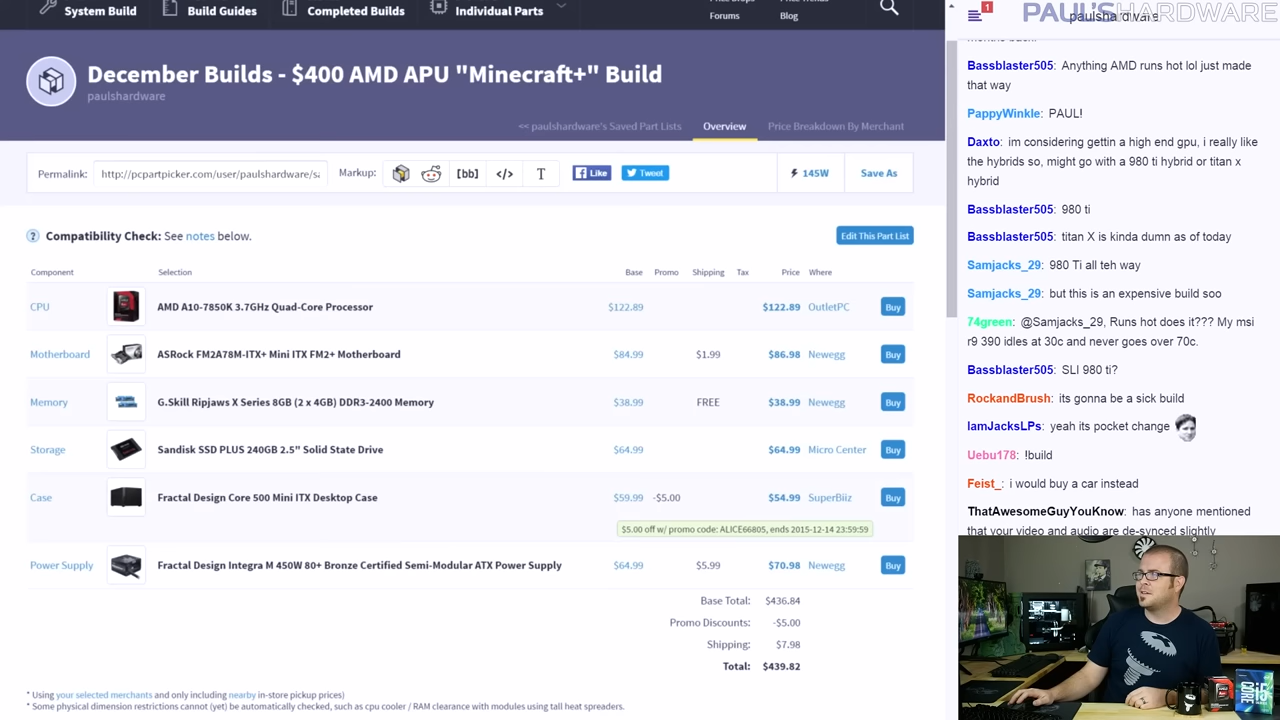 System Build
Build Guides
Completed Builds
Individual Parts
Forums
Blog
December Builds - $400 AMD APU "Minecraft+" Build
paulshardware
<< paulshardware's Saved Part Lists
Overview
Price Breakdown By Merchant
Permalink: http://pcpartpicker.com/user/paulshardware/sa
Markup: [bb] </> T Like Tweet
145W
Save As
Compatibility Check: See notes below.
Edit This Part List
Component Selection Base Promo Shipping Tax Price Where
CPU AMD A10-7850K 3.7GHz Quad-Core Processor $122.89 $122.89 OutletPC Buy
Motherboard ASRock FM2A78M-ITX+ Mini ITX FM2+ Motherboard $84.99 $1.99 $86.98 Newegg Buy
Memory G.Skill Ripjaws X Series 8GB (2 x 4GB) DDR3-2400 Memory $38.99 FREE $38.99 Newegg Buy
Storage Sandisk SSD PLUS 240GB 2.5" Solid State Drive $64.99 $64.99 Micro Center Buy
Case Fractal Design Core 500 Mini ITX Desktop Case $59.99 -$5.00 $54.99 SuperBiiz Buy
$5.00 off w/ promo code: ALICE66805, ends 2015-12-14 23:59:59
Power Supply Fractal Design Integra M 450W 80+ Bronze Certified Semi-Modular ATX Power Supply $64.99 $5.99 $70.98 Newegg Buy
Base Total: $436.84
Promo Discounts: -$5.00
Shipping: $7.98
Total: $439.82
* Using your selected merchants and only including nearby in-store pickup prices)
* Some physical dimension restrictions cannot (yet) be automatically checked, such as cpu cooler / RAM clearance with modules using tall heat spreaders.
1
PAUL'SHARDWARE
paulshardware
Bassblaster505: Anything AMD runs hot lol just made
that way
PappyWinkle: PAUL!
Daxto: im considering gettin a high end gpu, i really like
the hybrids so, might go with a 980 ti hybrid or titan x
hybrid
Bassblaster505: 980 ti
Bassblaster505: titan X is kinda dumn as of today
Samjacks_29: 980 Ti all teh way
Samjacks_29: but this is an expensive build soo
74green: @Samjacks_29, Runs hot does it??? My msi
r9 390 idles at 30c and never goes over 70c.
Bassblaster505: SLI 980 ti?
RockandBrush: its gonna be a sick build
IamJacksLPs: yeah its pocket change
Uebu178: !build
Feist_: i would buy a car instead
ThatAwesomeGuyYouKnow: has anyone mentioned
that your video and audio are de-synced slightly